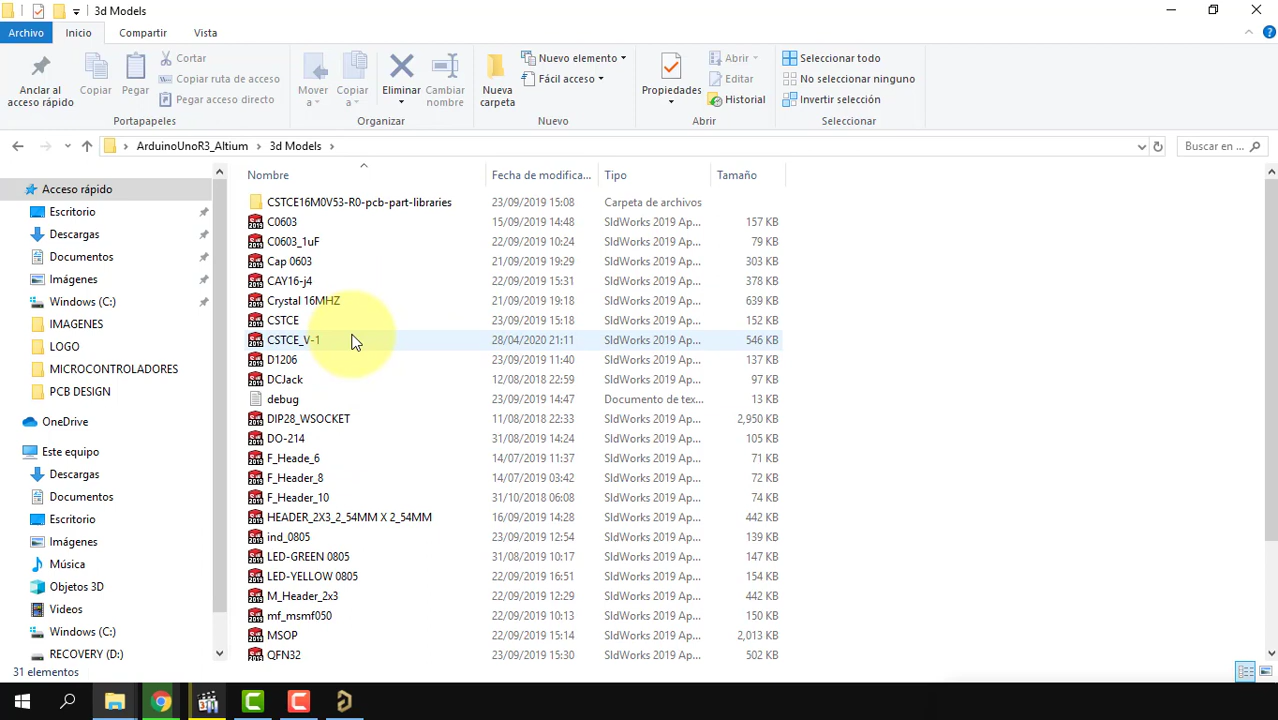 3d Models
Archivo Inicio Compartir Vista
Anclar al acceso rápido
Copiar
Pegar
Cortar
Copiar ruta de acceso
Pegar acceso directo
Portapapeles
Mover a
Copiar a
Eliminar
Cambiar nombre
Organizar
Nueva carpeta
Nuevo elemento
Fácil acceso
Nuevo
Propiedades
Abrir
Editar
Historial
Abrir
Seleccionar todo
No seleccionar ninguno
Invertir selección
Seleccionar
ArduinoUnoR3_Altium > 3d Models >
Buscar en ...
Acceso rápido
Escritorio
Descargas
Documentos
Imágenes
Windows (C:)
IMAGENES
LOGO
MICROCONTROLADORES
PCB DESIGN
OneDrive
Este equipo
Descargas
Documentos
Escritorio
Imágenes
Música
Objetos 3D
Videos
Windows (C:)
RECOVERY (D:)
Nombre Fecha de modifica... Tipo Tamaño
CSTCE16M0V53-R0-pcb-part-libraries 23/09/2019 15:08 Carpeta de archivos
C0603 15/09/2019 14:48 SldWorks 2019 Ap... 157 KB
C0603_1uF 22/09/2019 10:24 SldWorks 2019 Ap... 79 KB
Cap 0603 21/09/2019 19:29 SldWorks 2019 Ap... 303 KB
CAY16-j4 22/09/2019 15:31 SldWorks 2019 Ap... 362 KB
Crystal 16MHZ 21/09/2019 19:18 SldWorks 2019 Ap... 639 KB
CSTCE 23/09/2019 15:18 SldWorks 2019 Ap... 152 KB
CSTCE_V-1 28/04/2020 21:11 SldWorks 2019 Ap... 546 KB
D1206 23/09/2019 11:40 SldWorks 2019 Ap... 137 KB
DCJack 12/08/2018 22:59 SldWorks 2019 Ap... 97 KB
debug 23/09/2019 14:47 Documento de tex... 13 KB
DIP28_WSOCKET 11/08/2018 22:33 SldWorks 2019 Ap... 2,950 KB
DO-214 31/08/2019 14:24 SldWorks 2019 Ap... 105 KB
F_Heade_6 14/07/2019 11:37 SldWorks 2019 Ap... 71 KB
F_Header_8 14/07/2019 03:42 SldWorks 2019 Ap... 72 KB
F_Header_10 31/10/2018 06:08 SldWorks 2019 Ap... 74 KB
HEADER_2X3_2_54MM X 2_54MM 16/09/2019 14:28 SldWorks 2019 Ap... 442 KB
ind_0805 23/09/2019 12:54 SldWorks 2019 Ap... 139 KB
LED-GREEN 0805 31/08/2019 10:17 SldWorks 2019 Ap... 147 KB
LED-YELLOW 0805 22/09/2019 16:51 SldWorks 2019 Ap... 154 KB
M_Header_2x3 22/09/2019 12:29 SldWorks 2019 Ap... 442 KB
mf_msmf050 22/09/2019 10:13 SldWorks 2019 Ap... 150 KB
MSOP 22/09/2019 15:14 SldWorks 2019 Ap... 2,013 KB
QFN32 23/09/2019 15:30 SldWorks 2019 Ap... 502 KB
31 elementos